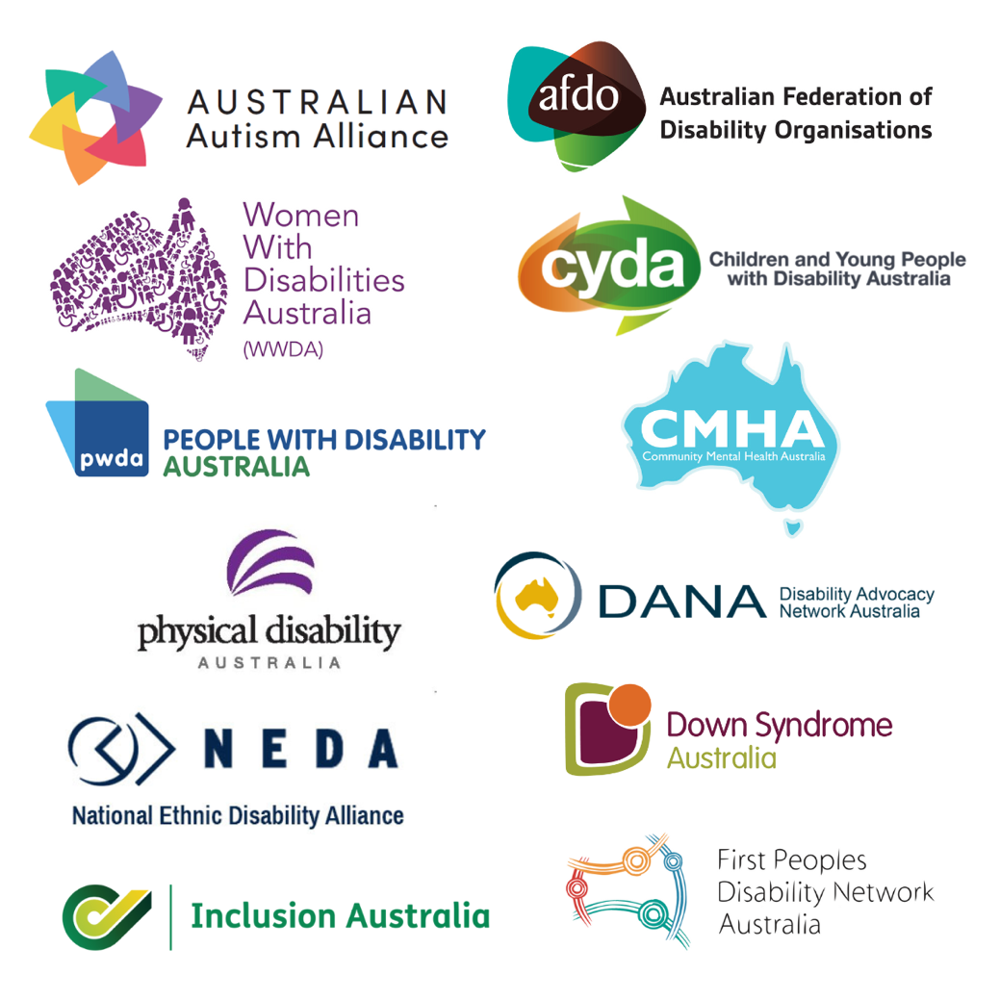 AUSTRALIAN
Autism Alliance
afdo
Australian Federation of
Disability Organisations
Women
With
Disabilities
Australia
(WWDA)
cyda
Children and Young People
with Disability Australia
pwda
PEOPLE WITH DISABILITY
AUSTRALIA
CMHA
Community Mental Health Australia
physical disability
AUSTRALIA
DANA
Disability Advocacy
Network Australia
NEDA
National Ethnic Disability Alliance
Down Syndrome
Australia
Inclusion Australia
First Peoples
Disability Network
Australia